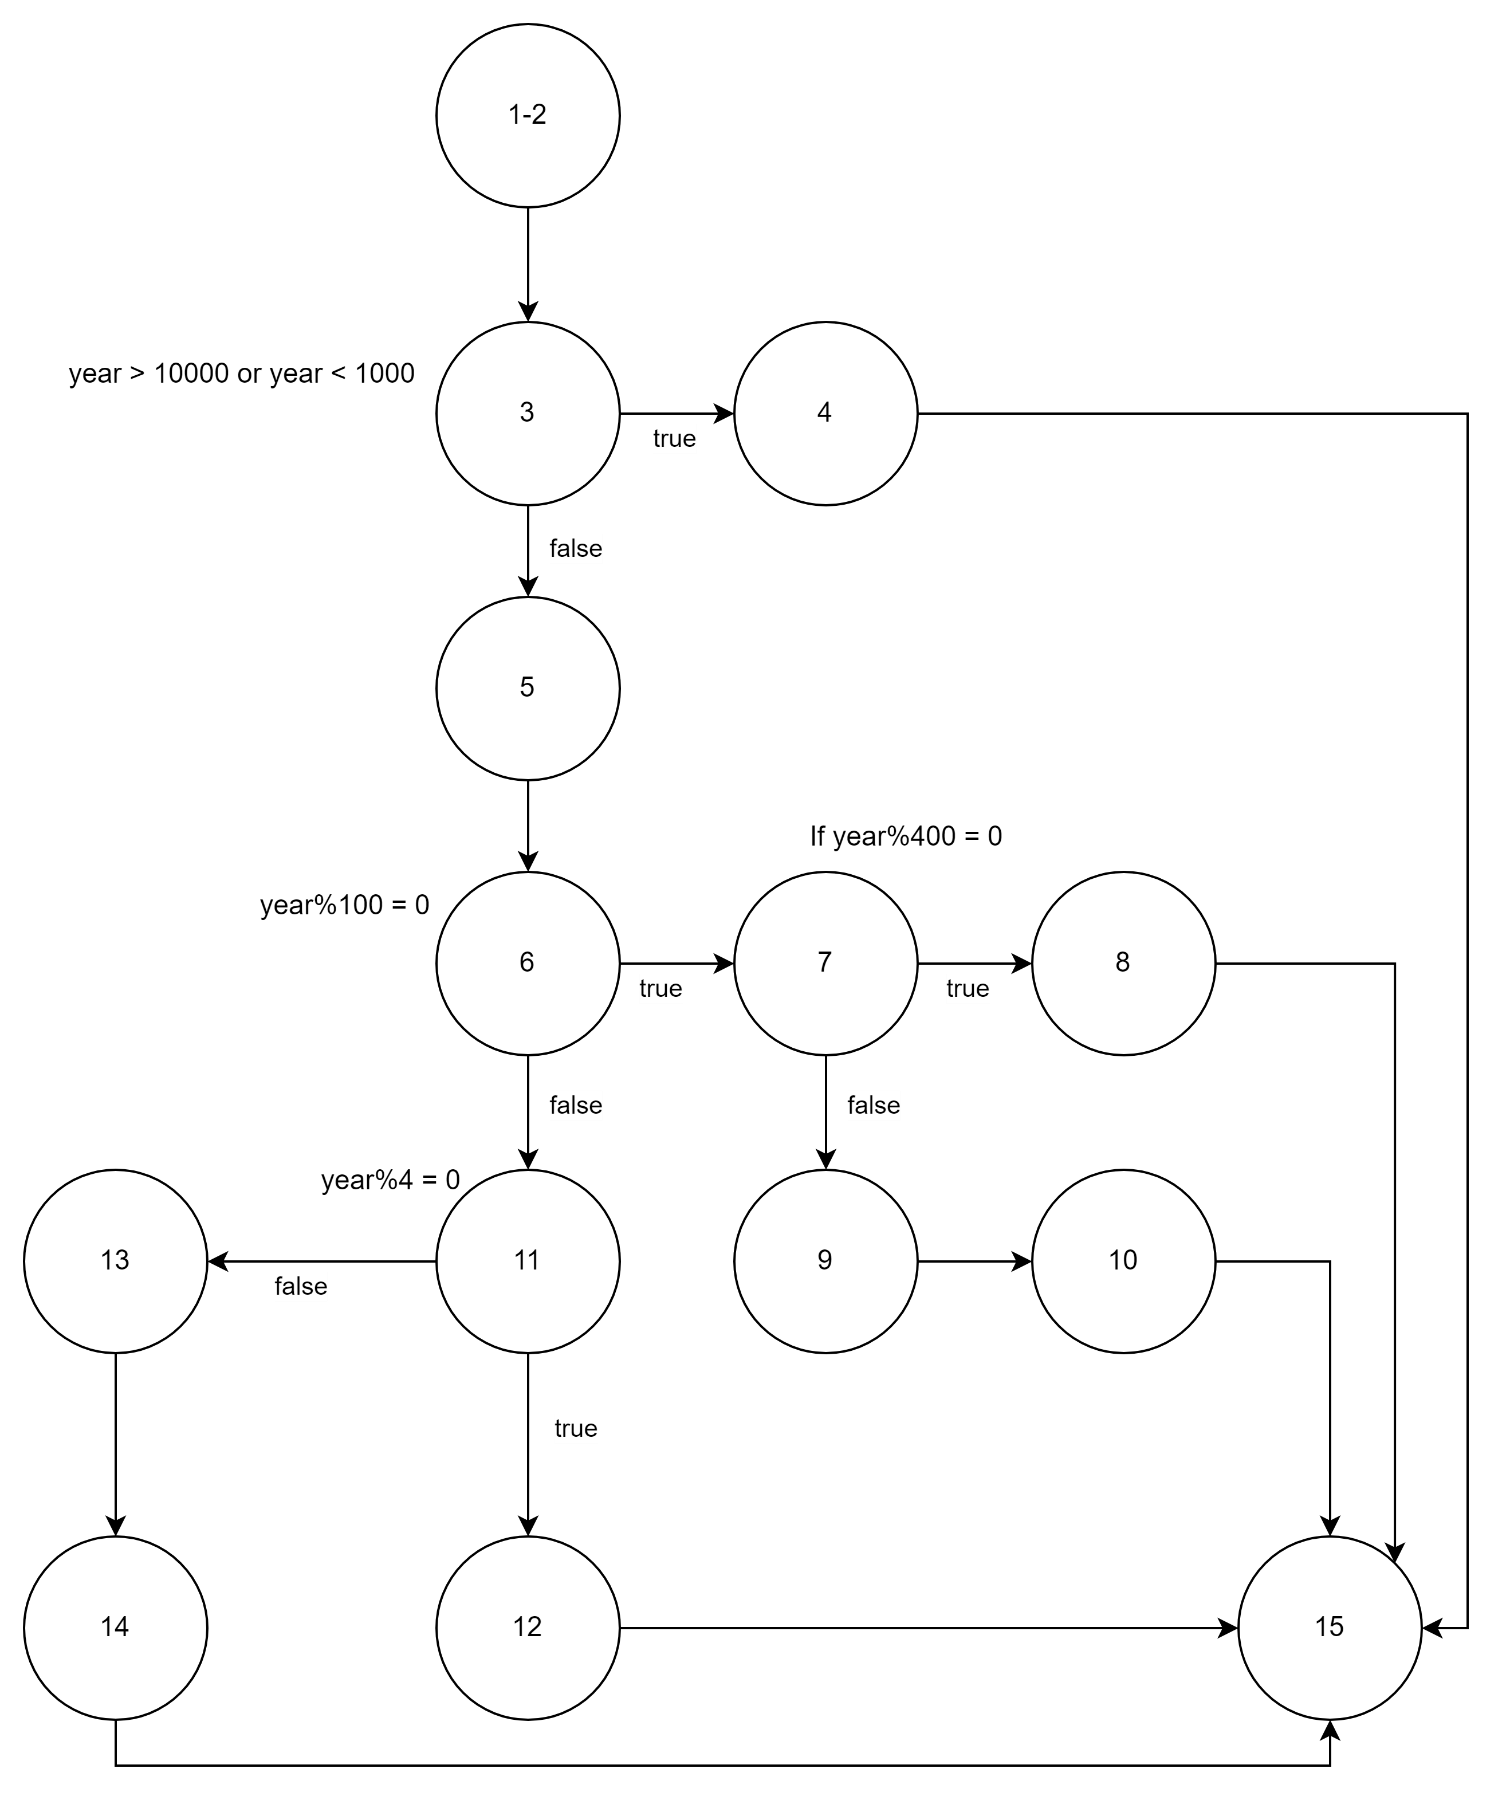 1-2
year > 10000 or year < 1000
3
4
true
false
5
If year%400 = 0
year%100 = 0
6
7
8
true
true
false
false
year%4 = 0
13
11
9
10
false
true
14
12
15